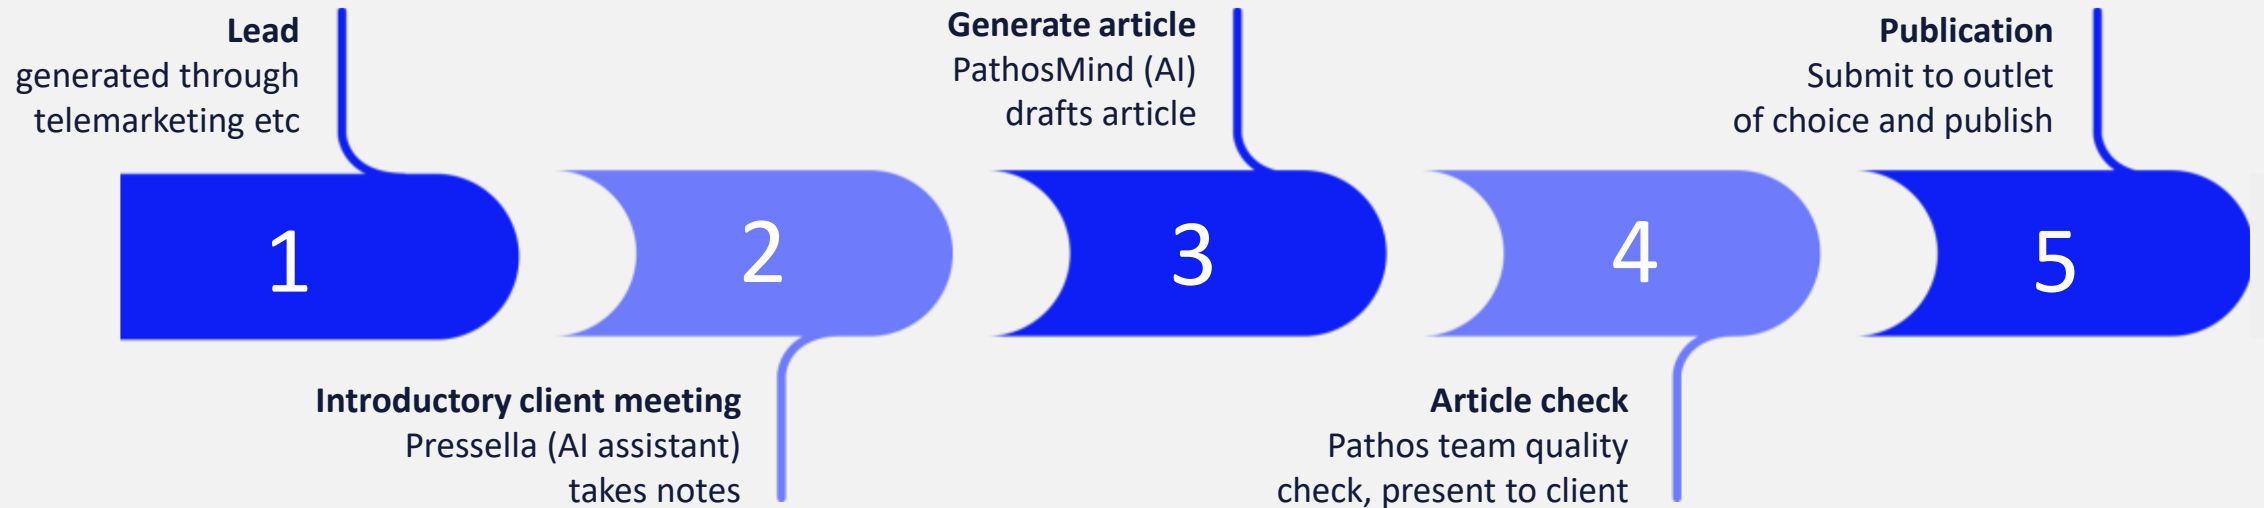 Lead
generated through
telemarketing etc
Generate article
PathosMind (AI)
drafts article
Publication
Submit to outlet
of choice and publish
1
2
3
4
5
Introductory client meeting
Pressella (AI assistant)
takes notes
Article check
Pathos team quality
check, present to client